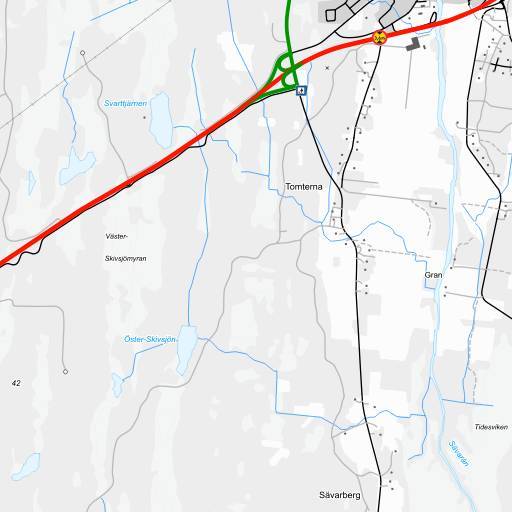 Svarttjärnen
Tomterna
Väster-
Skivsjömyran
Gran
Öster-Skivsjön
42
Tidesviken
Sävarån
Sävarberg